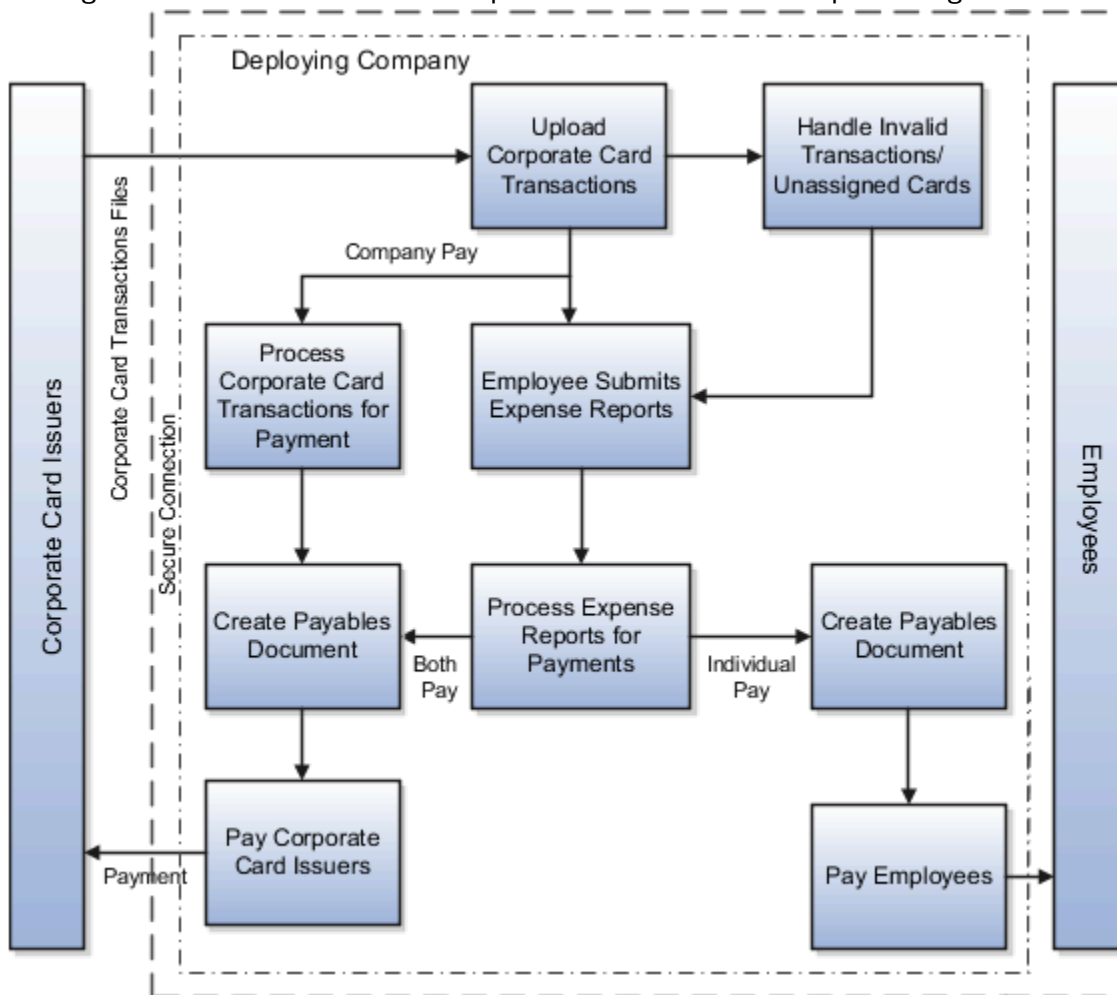 Deploying Company
Upload
Corporate Card
Transactions
Handle Invalid
Transactions/
Unassigned Cards
Company Pay
Process
Corporate Card
Transactions for
Payment
Employee Submits
Expense Reports
Corporate Card Issuers
Corporate Card Transactions Files
Secure Connection
Employees
Create Payables
Document
Both
Pay
Process Expense
Reports for
Payments
Individual
Pay
Create Payables
Document
Pay Corporate
Card Issuers
Payment
Pay Employees